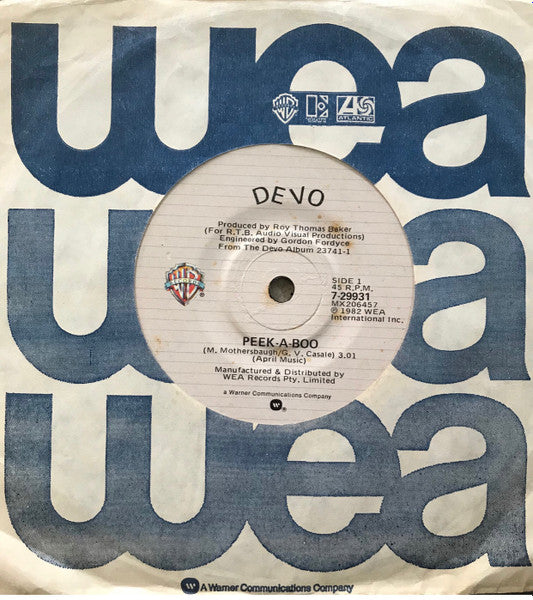 wea
ATLANTIC
wea
wea
DEVO
Produced by Roy Thomas Baker
(For R.T.B. Audio Visual Productions)
Engineered by Gordon Fordyce
From The Devo Album 23741-1
SIDE 1
45 R.P.M.
7-29931
MX206457
℗ 1982 WEA
International Inc.
PEEK-A-BOO
(M. Mothersbaugh/G. V. Casale) 3.01
(April Music)
Manufactured & Distributed by
WEA Records Pty. Limited
a Warner Communications Company
®
A Warner Communications Company